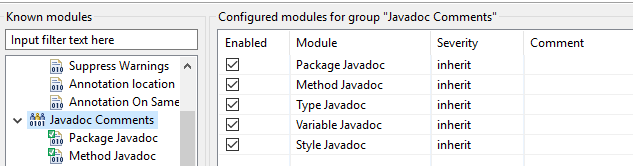 Known modules
Input filter text here
Suppress Warnings
Annotation location
Annotation On Same
Javadoc Comments
Package Javadoc
Method Javadoc
Configured modules for group "Javadoc Comments"
Enabled Module Severity Comment
Package Javadoc inherit
Method Javadoc inherit
Type Javadoc inherit
Variable Javadoc inherit
Style Javadoc inherit